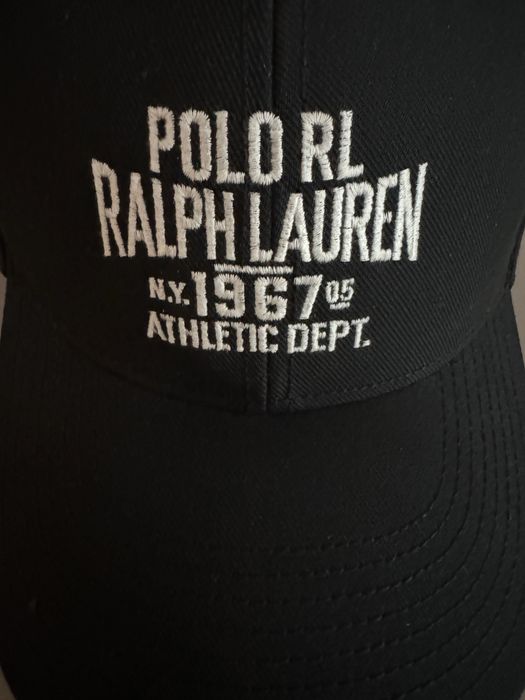 POLO RL
RALPH LAUREN
N.Y. 1967 05
ATHLETIC DEPT.